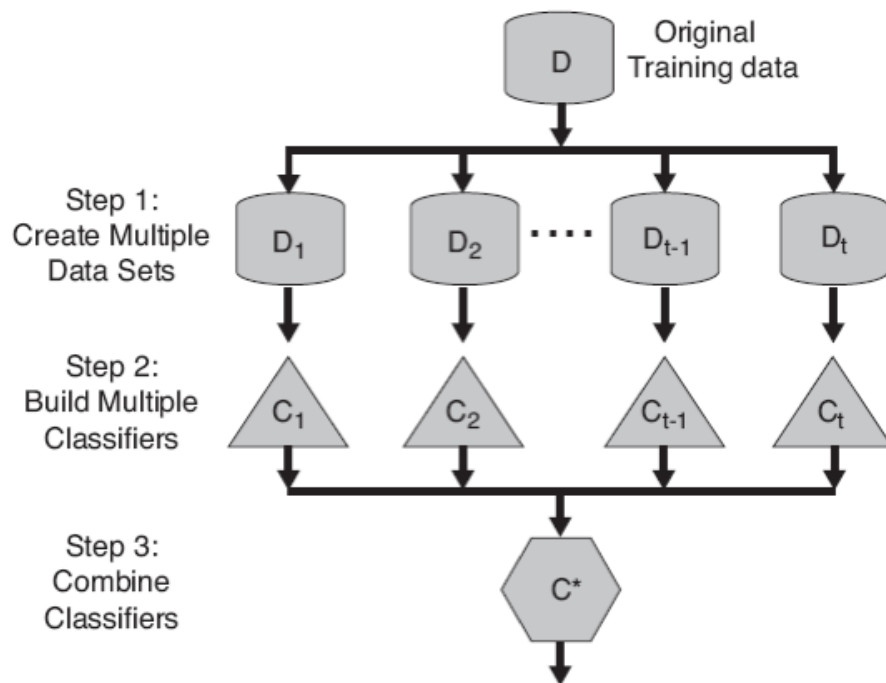 D
Original
Training data
Step 1:
Create Multiple
Data Sets
D₁
D₂
....
Dₜ₋₁
Dₜ
Step 2:
Build Multiple
Classifiers
C₁
C₂
Cₜ₋₁
Cₜ
Step 3:
Combine
Classifiers
C*